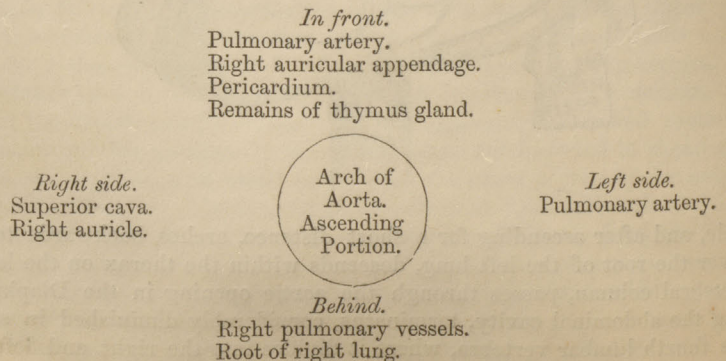 In front.
Pulmonary artery.
Right auricular appendage.
Pericardium.
Remains of thymus gland.
Right side.
Superior cava.
Right auricle.
Arch of
Aorta.
Ascending
Portion.
Left side.
Pulmonary artery.
Behind.
Right pulmonary vessels.
Root of right lung.